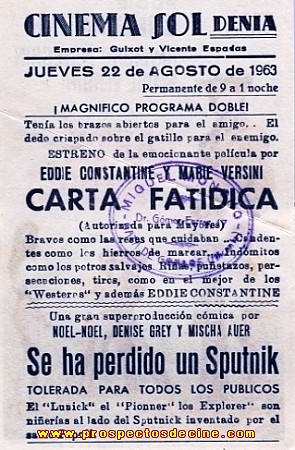 CINEMA SOL DENIA
Empresa: Guixot y Vicente Espadas
JUEVES 22 de AGOSTO de 1963
Permanente de 9 a 1 noche
¡ MAGNIFICO PROGRAMA DOBLE!
Tenía los brazos abiertos para el amigo. . El
dedo criapado sobre el gatillo para el enemigo.
ESTRENO de la emocionante película por
EDDIE CONSTANTINE Y MARIE VERSINI
CARTA FATIDICA
(Autorizada para Mayores)
Bravos como las reses que cuidaban ... Candentes
como los hierros de marcar... Indómitos
como los potros salvajes. Riñas, puñetazos, persecuciones,
tiros, como en el mejor de los
"Westerns" y además EDDIE CONSTANTINE
Una gran superproducción cómica por
NOEL-NOEL, DENISE GREY Y MISCHA AUER
Se ha perdido un Sputnik
TOLERADA PARA TODOS LOS PUBLICOS
El "Lunick" el "Pionner" los Explorer" son
niñerías al lado del Sputnick inventado por el
www.prospectosdecine.com
MIGUEL
Dr. Gómez